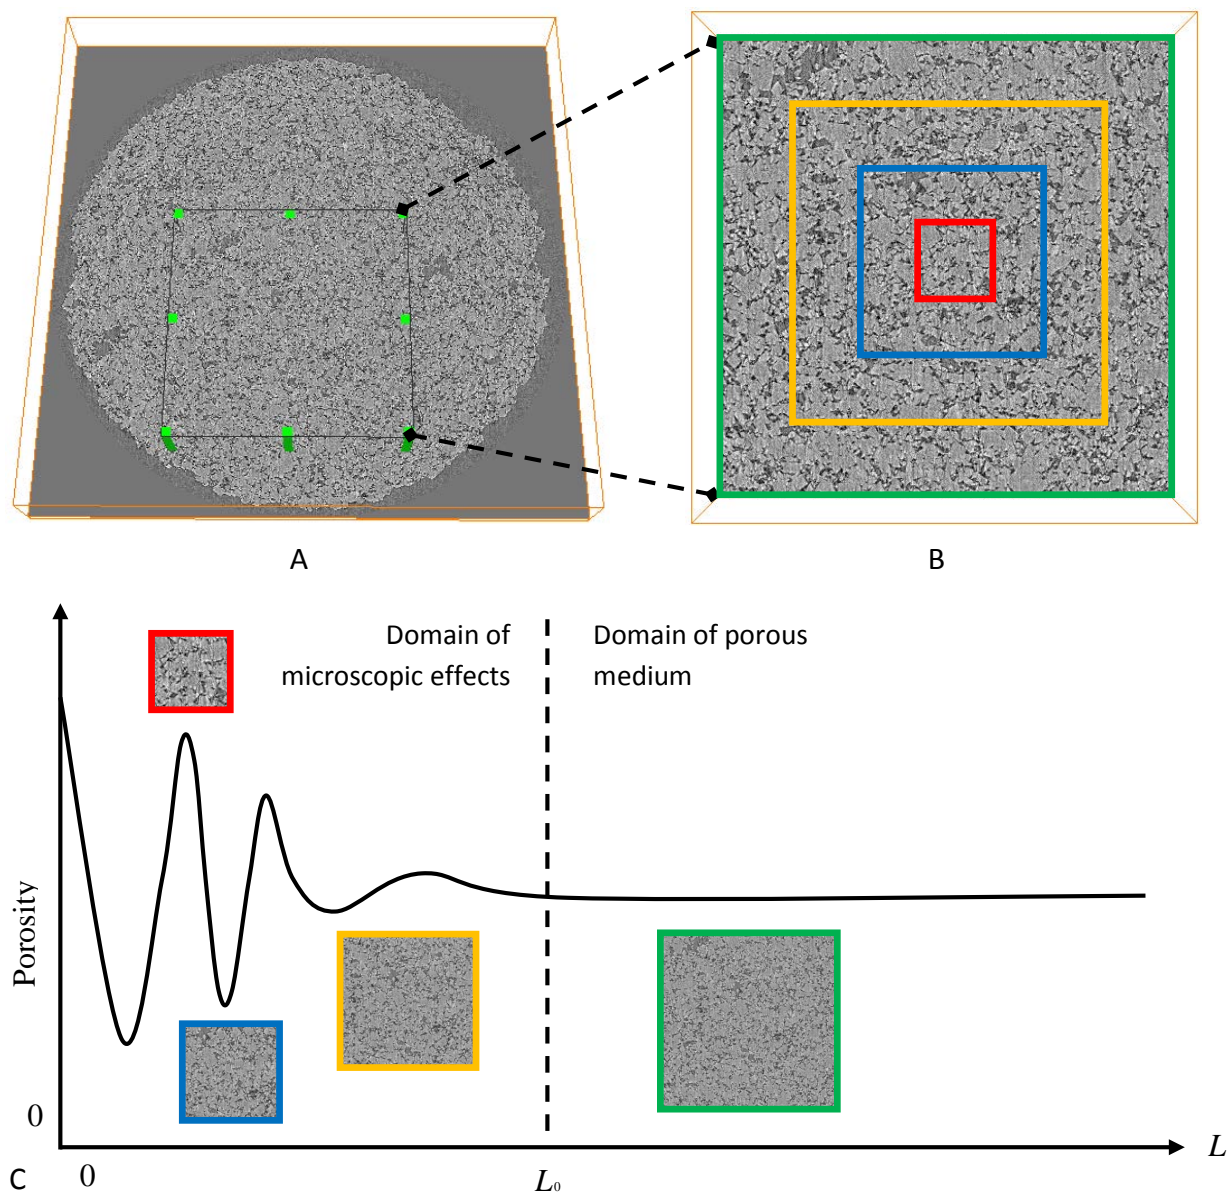 A
B
Domain of
microscopic effects
Domain of porous
medium
Porosity
0
C
0
L₀
L